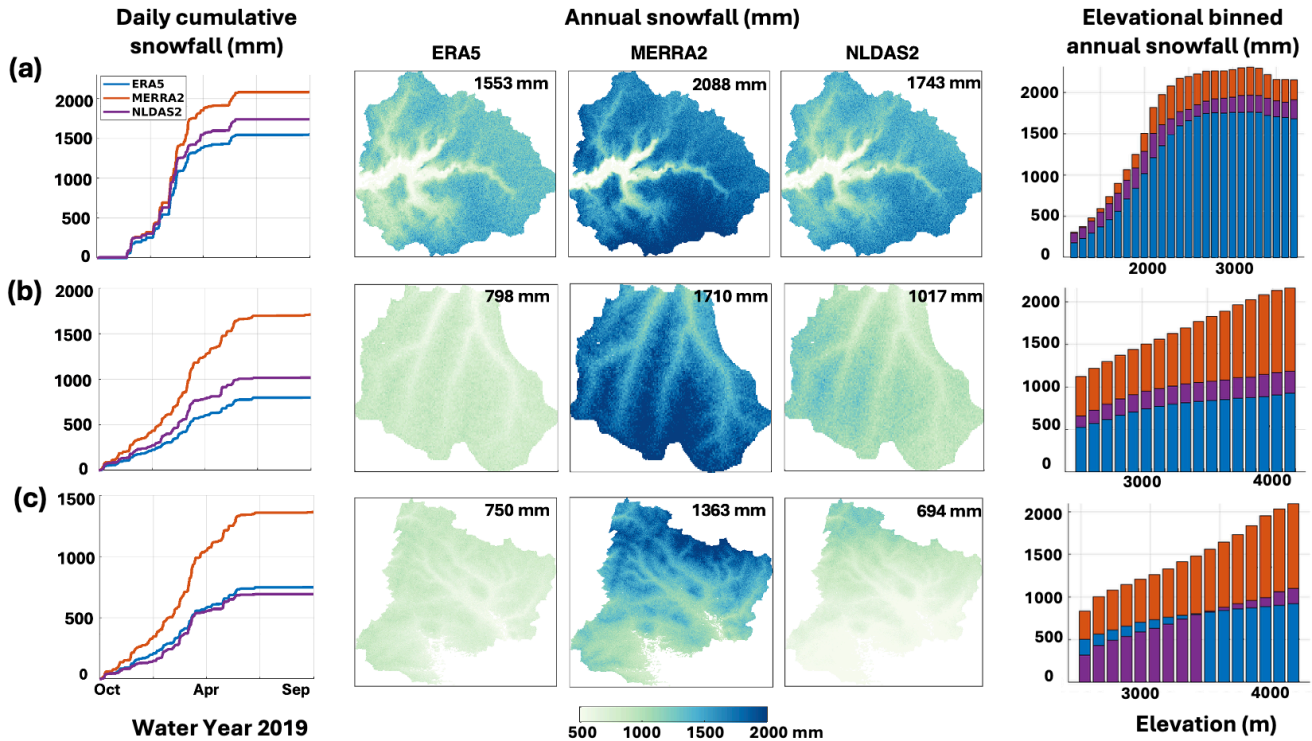 Daily cumulative
snowfall (mm)
Annual snowfall (mm)
Elevational binned
annual snowfall (mm)
ERA5
MERRA2
NLDAS2
(a)
ERA5
MERRA2
NLDAS2
2000
1500
1000
500
0
1553 mm
2088 mm
1743 mm
2000
1500
1000
500
0
2000
3000
(b)
2000
1500
1000
500
0
798 mm
1710 mm
1017 mm
2000
1500
1000
500
0
3000
4000
(c)
1500
1000
500
0
Oct
Apr
Sep
750 mm
1363 mm
694 mm
2000
1500
1000
500
0
3000
4000
Water Year 2019
500
1000
1500
2000 mm
Elevation (m)